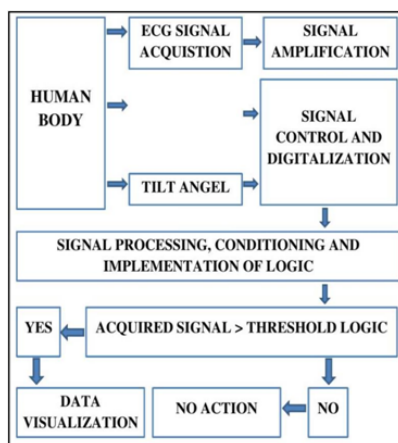 ECG SIGNAL
ACQUISTION
SIGNAL
AMPLIFICATION
HUMAN
BODY
SIGNAL
CONTROL AND
DIGITALIZATION
TILT ANGEL
SIGNAL PROCESSING, CONDITIONING AND
IMPLEMENTATION OF LOGIC
YES
ACQUIRED SIGNAL > THRESHOLD LOGIC
DATA
VISUALIZATION
NO ACTION
NO